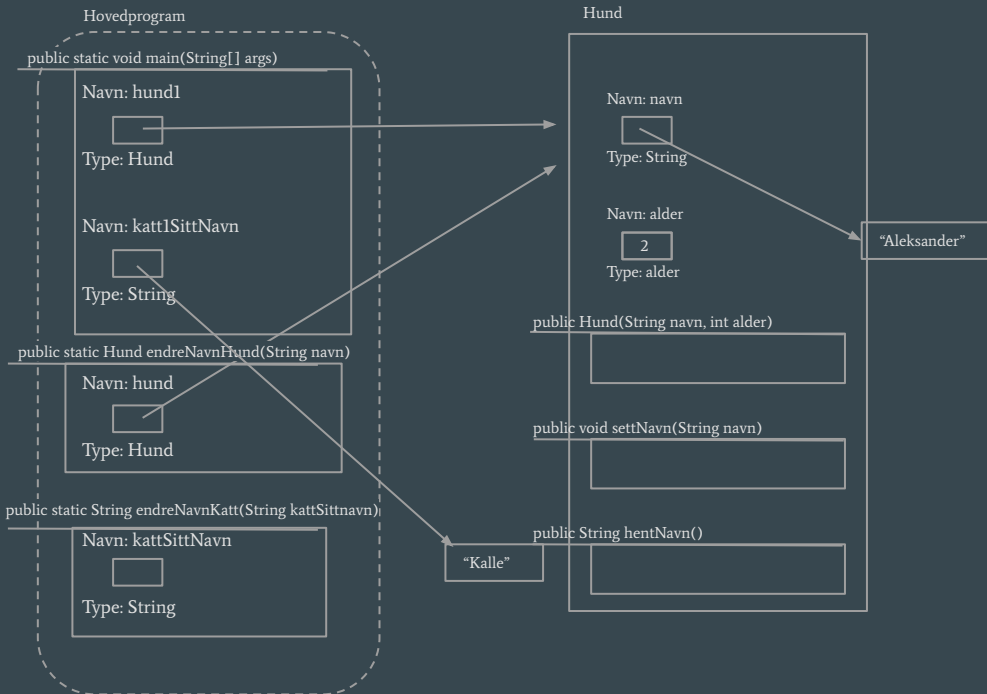 Hovedprogram
public static void main(String[] args)
Navn: hund1
Type: Hund
Navn: katt1SittNavn
Type: String
public static Hund endreNavnHund(String navn)
Navn: hund
Type: Hund
public static String endreNavnKatt(String kattSittnavn)
Navn: kattSittNavn
Type: String
“Kalle”
Hund
Navn: navn
Type: String
“Aleksander”
Navn: alder
2
Type: alder
public Hund(String navn, int alder)
public void settNavn(String navn)
public String hentNavn()